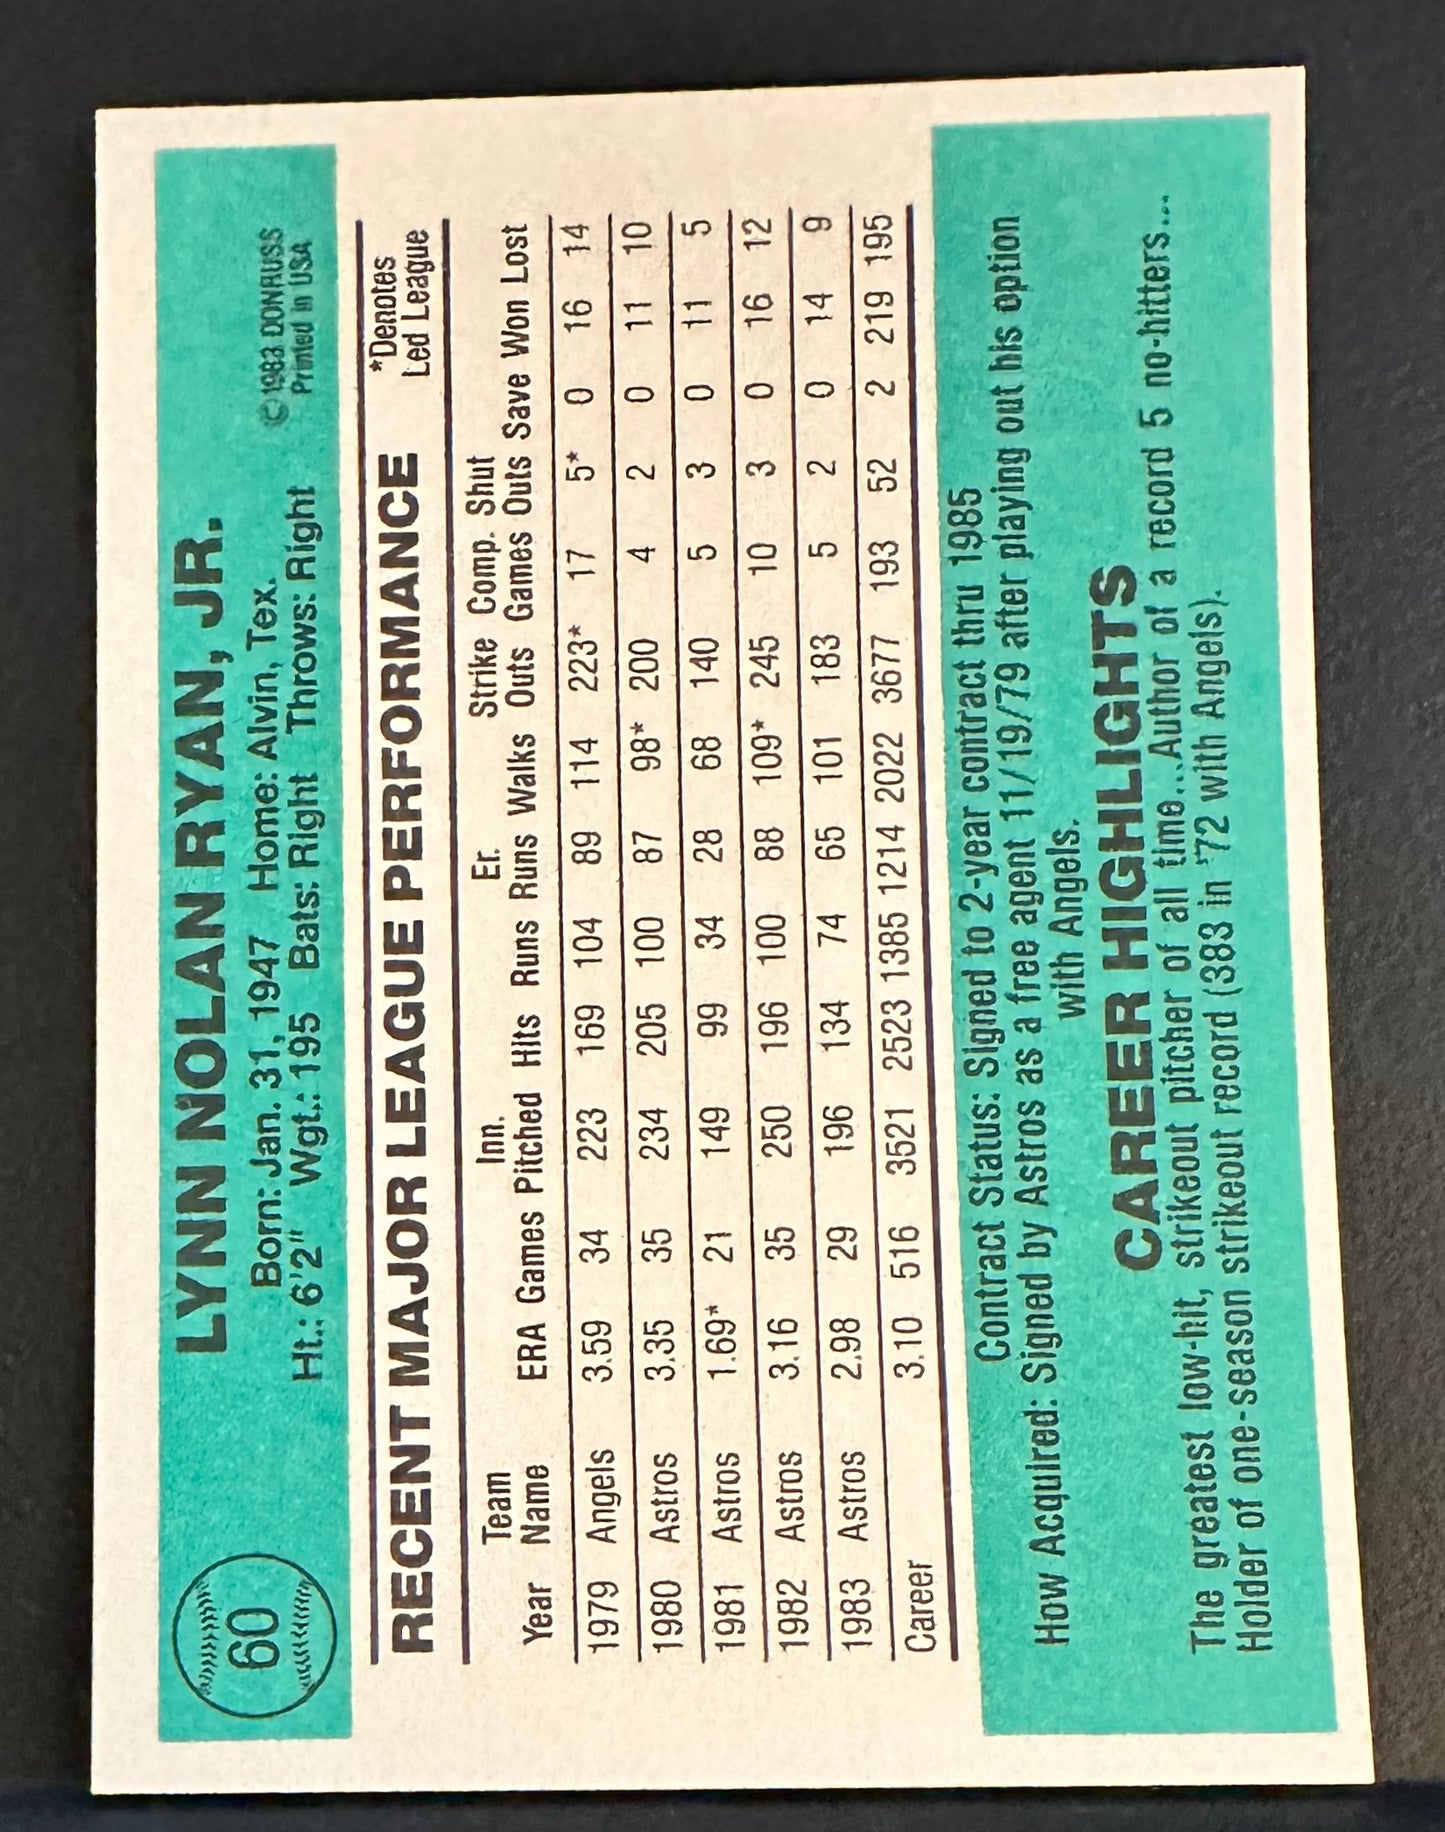 60
LYNN NOLAN RYAN, JR.
Born: Jan. 31, 1947 Home: Alvin, Tex.
Ht.: 6'2" Wgt.: 195 Bats: Right Throws: Right
© 1983 DONRUSS
Printed in USA
RECENT MAJOR LEAGUE PERFORMANCE
*Denotes
Led League
Team Inn. Er. Strike Comp. Shut
Year Name ERA Games Pitched Hits Runs Runs Walks Outs Games Outs Save Won Lost
1979 Angels 3.59 34 223 169 104 89 114 223* 17 5* 0 16 14
1980 Astros 3.35 35 234 205 100 87 98* 200 4 2 0 11 10
1981 Astros 1.69* 21 149 99 34 28 68 140 5 3 0 11 5
1982 Astros 3.16 35 250 196 100 88 109* 245 10 3 0 16 12
1983 Astros 2.98 29 196 134 74 65 101 183 5 2 0 14 9
Career 3.10 516 3521 2523 1385 1214 2022 3677 193 52 2 219 195
Contract Status: Signed to 2-year contract thru 1985
How Acquired: Signed by Astros as a free agent 11/19/79 after playing out his option
with Angels.
CAREER HIGHLIGHTS
The greatest low-hit, strikeout pitcher of all time...Author of a record 5 no-hitters...
Holder of one-season strikeout record (383 in '72 with Angels).